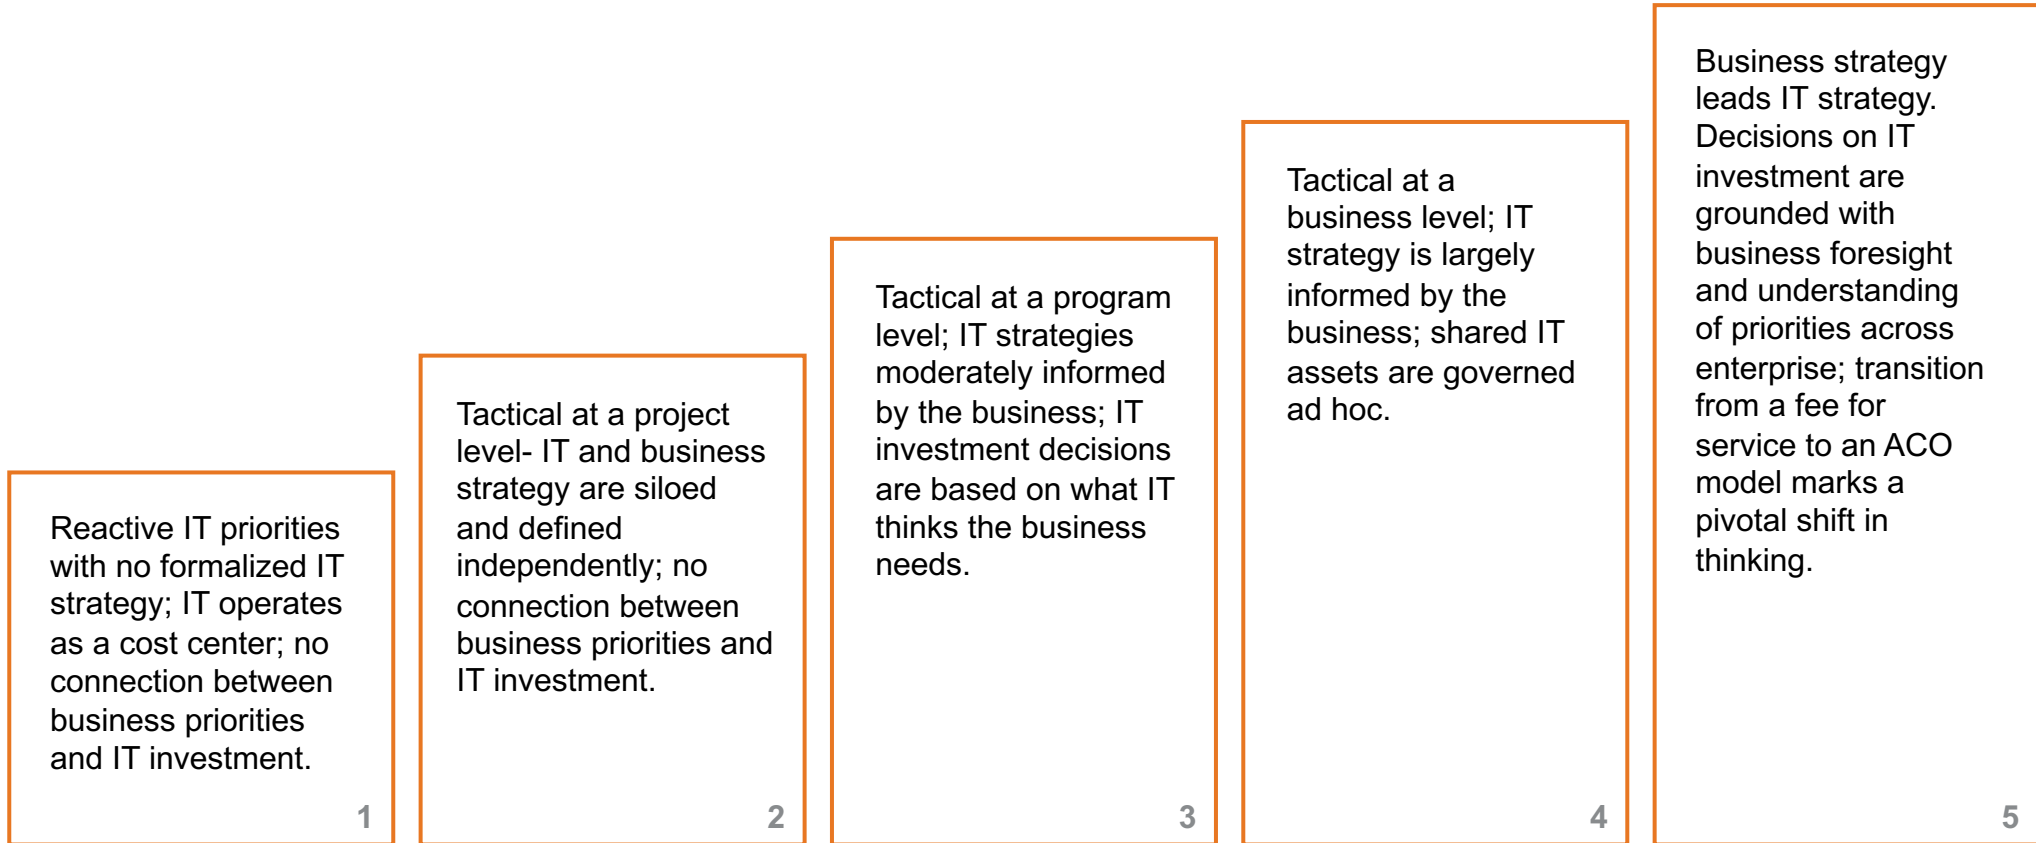 Reactive IT priorities
with no formalized IT
strategy; IT operates
as a cost center; no
connection between
business priorities
and IT investment.
1
Tactical at a project
level- IT and business
strategy are siloed
and defined
independently; no
connection between
business priorities and
IT investment.
2
Tactical at a program
level; IT strategies
moderately informed
by the business; IT
investment decisions
are based on what IT
thinks the business
needs.
3
Tactical at a
business level; IT
strategy is largely
informed by the
business; shared IT
assets are governed
ad hoc.
4
Business strategy
leads IT strategy.
Decisions on IT
investment are
grounded with
business foresight
and understanding
of priorities across
enterprise; transition
from a fee for
service to an ACO
model marks a
pivotal shift in
thinking.
5